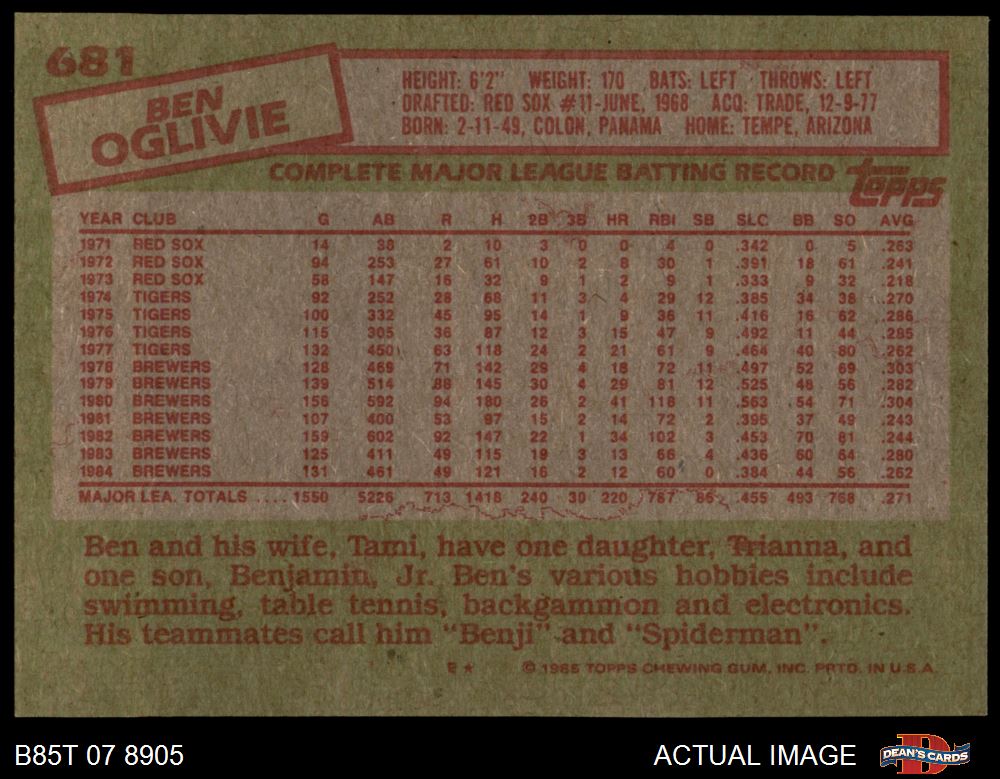 681
BEN
OGLIVIE
HEIGHT: 6'2" WEIGHT: 170 BATS: LEFT THROWS: LEFT
DRAFTED: RED SOX #11-JUNE, 1968 ACQ: TRADE, 12-9-77
BORN: 2-11-49, COLON, PANAMA HOME: TEMPE, ARIZONA
COMPLETE MAJOR LEAGUE BATTING RECORD topps
YEAR CLUB G AB R H 2B 3B HR RBI SB SLG BB SO AVG
1971 RED SOX 14 38 2 10 3 0 0 4 0 .342 0 5 .263
1972 RED SOX 94 253 27 61 10 2 8 30 1 .391 18 61 .241
1973 RED SOX 58 147 16 32 9 1 2 9 1 .333 9 32 .218
1974 TIGERS 92 252 28 68 11 3 4 29 12 .385 34 38 .270
1975 TIGERS 100 332 45 95 14 1 9 36 11 .416 16 62 .286
1976 TIGERS 115 305 36 87 12 3 15 47 9 .492 11 44 .285
1977 TIGERS 132 450 63 118 24 2 21 61 9 .464 40 80 .262
1978 BREWERS 128 469 71 142 29 4 18 72 11 .497 52 69 .303
1979 BREWERS 139 514 88 145 30 4 29 81 12 .525 48 56 .282
1980 BREWERS 156 592 94 180 26 2 41 118 11 .563 54 71 .304
1981 BREWERS 107 400 53 97 15 2 14 72 2 .395 37 49 .243
1982 BREWERS 159 602 92 147 22 1 34 102 3 .453 70 81 .244
1983 BREWERS 125 411 49 115 19 3 13 66 4 .436 60 64 .280
1984 BREWERS 131 461 49 121 16 2 12 60 0 .384 44 56 .262
MAJOR LEA. TOTALS .... 1550 5226 713 1418 240 30 220 787 86 .455 493 768 .271
Ben and his wife, Tami, have one daughter, Trianna, and
one son, Benjamin, Jr. Ben's various hobbies include
swimming, table tennis, backgammon and electronics.
His teammates call him "Benji" and "Spiderman".
E ★ © 1985 TOPPS CHEWING GUM, INC. PRTD. IN U.S.A.
B85T 07 8905 ACTUAL IMAGE DEAN'S CARDS